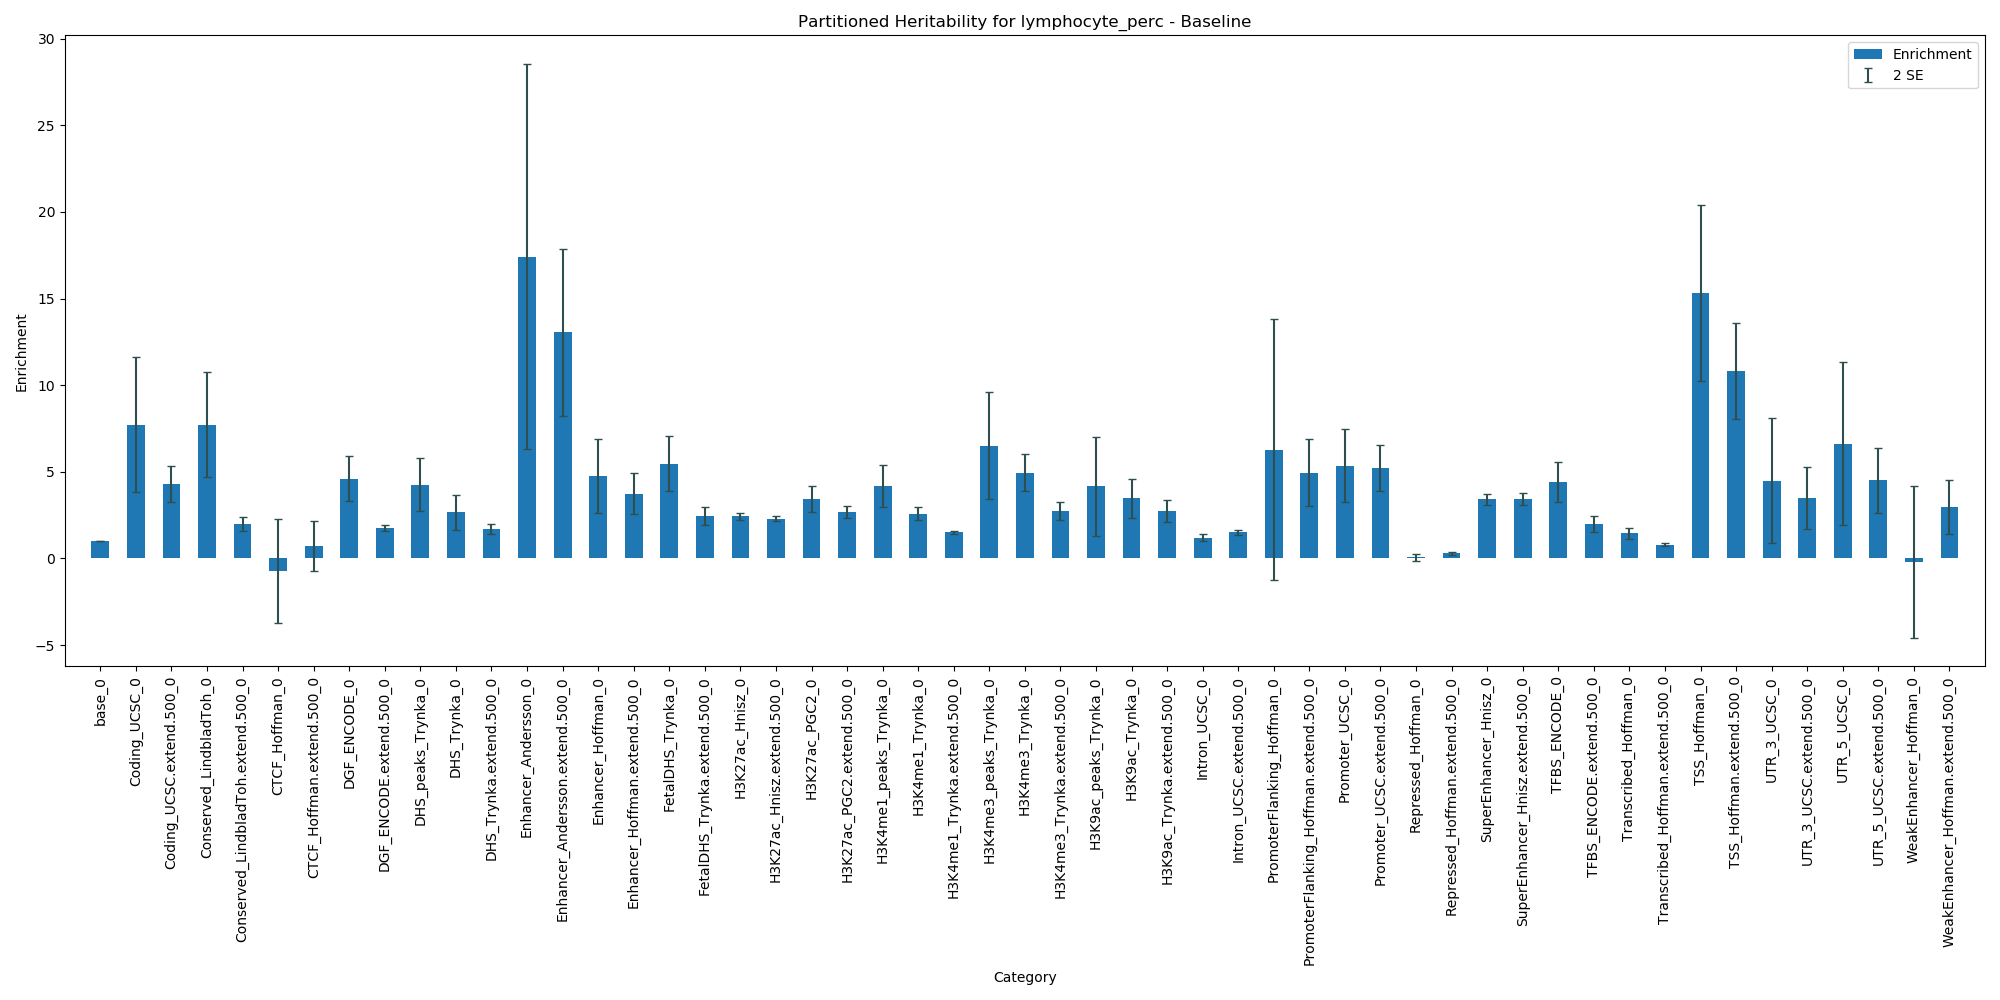 Partitioned Heritability for lymphocyte_perc - Baseline
Enrichment
2 SE
30
25
20
15
10
5
0
−5
Enrichment
base_0
Coding_UCSC_0
Coding_UCSC.extend.500_0
Conserved_LindbladToh_0
Conserved_LindbladToh.extend.500_0
CTCF_Hoffman_0
CTCF_Hoffman.extend.500_0
DGF_ENCODE_0
DGF_ENCODE.extend.500_0
DHS_peaks_Trynka_0
DHS_Trynka_0
DHS_Trynka.extend.500_0
Enhancer_Andersson_0
Enhancer_Andersson.extend.500_0
Enhancer_Hoffman_0
Enhancer_Hoffman.extend.500_0
FetalDHS_Trynka_0
FetalDHS_Trynka.extend.500_0
H3K27ac_Hnisz_0
H3K27ac_Hnisz.extend.500_0
H3K27ac_PGC2_0
H3K27ac_PGC2.extend.500_0
H3K4me1_peaks_Trynka_0
H3K4me1_Trynka_0
H3K4me1_Trynka.extend.500_0
H3K4me3_peaks_Trynka_0
H3K4me3_Trynka_0
H3K4me3_Trynka.extend.500_0
H3K9ac_peaks_Trynka_0
H3K9ac_Trynka_0
H3K9ac_Trynka.extend.500_0
Intron_UCSC_0
Intron_UCSC.extend.500_0
PromoterFlanking_Hoffman_0
PromoterFlanking_Hoffman.extend.500_0
Promoter_UCSC_0
Promoter_UCSC.extend.500_0
Repressed_Hoffman_0
Repressed_Hoffman.extend.500_0
SuperEnhancer_Hnisz_0
SuperEnhancer_Hnisz.extend.500_0
TFBS_ENCODE_0
TFBS_ENCODE.extend.500_0
Transcribed_Hoffman_0
Transcribed_Hoffman.extend.500_0
TSS_Hoffman_0
TSS_Hoffman.extend.500_0
UTR_3_UCSC_0
UTR_3_UCSC.extend.500_0
UTR_5_UCSC_0
UTR_5_UCSC.extend.500_0
WeakEnhancer_Hoffman_0
WeakEnhancer_Hoffman.extend.500_0
Category